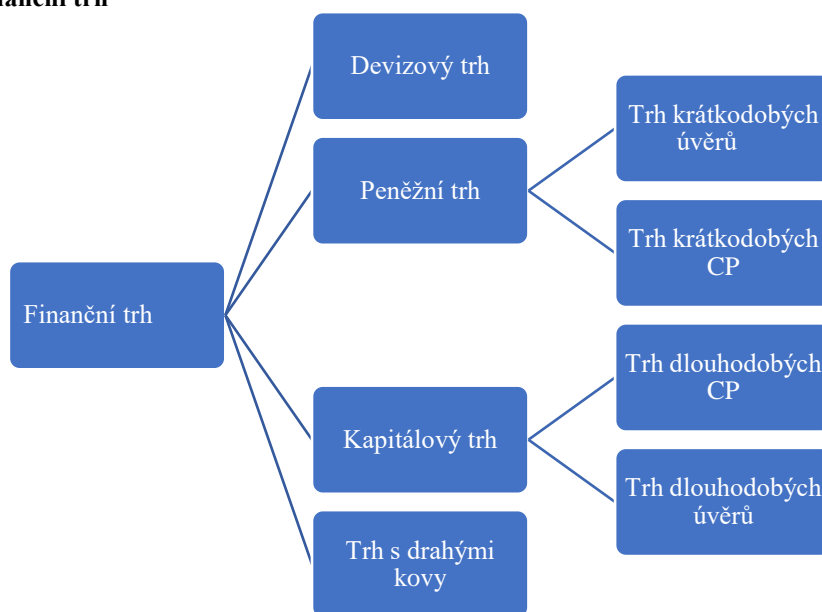 trh
Devizový trh
Trh krátkodobých
úvěrů
Peněžní trh
Trh krátkodobých
CP
Finanční trh
Trh dlouhodobých
CP
Kapitálový trh
Trh dlouhodobých
úvěrů
Trh s drahými
kovy